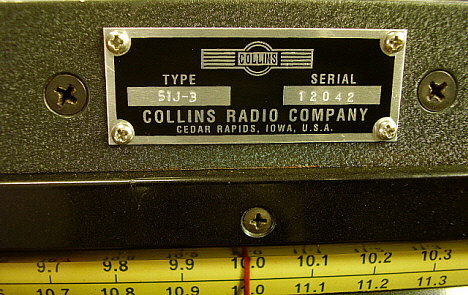 COLLINS
TYPE SERIAL
51J-3 12042
COLLINS RADIO COMPANY
CEDAR RAPIDS, IOWA, U.S.A.
9.7 9.8 9.9 10.0 10.1 10.2 10.3
10.7 10.8 10.9 11.0 11.1 11.2 11.3